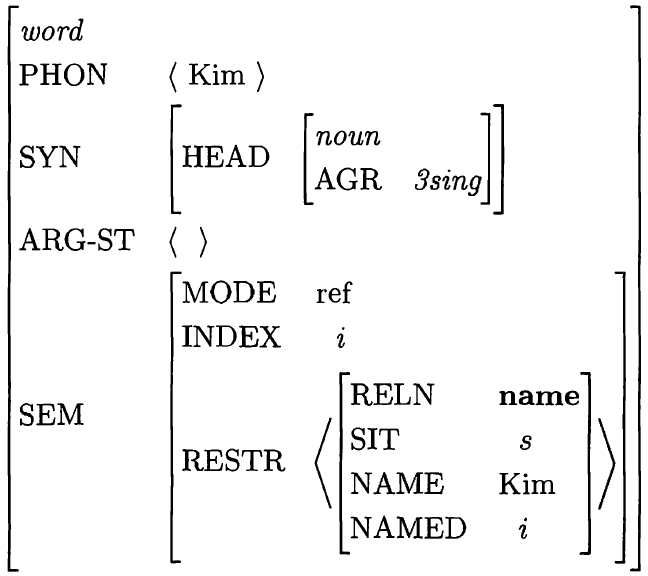 word
PHON ⟨ Kim ⟩
SYN [HEAD [noun
AGR 3sing]]
ARG-ST ⟨ ⟩
SEM
MODE ref
INDEX i
RESTR
RELN name
SIT s
NAME Kim
NAMED i